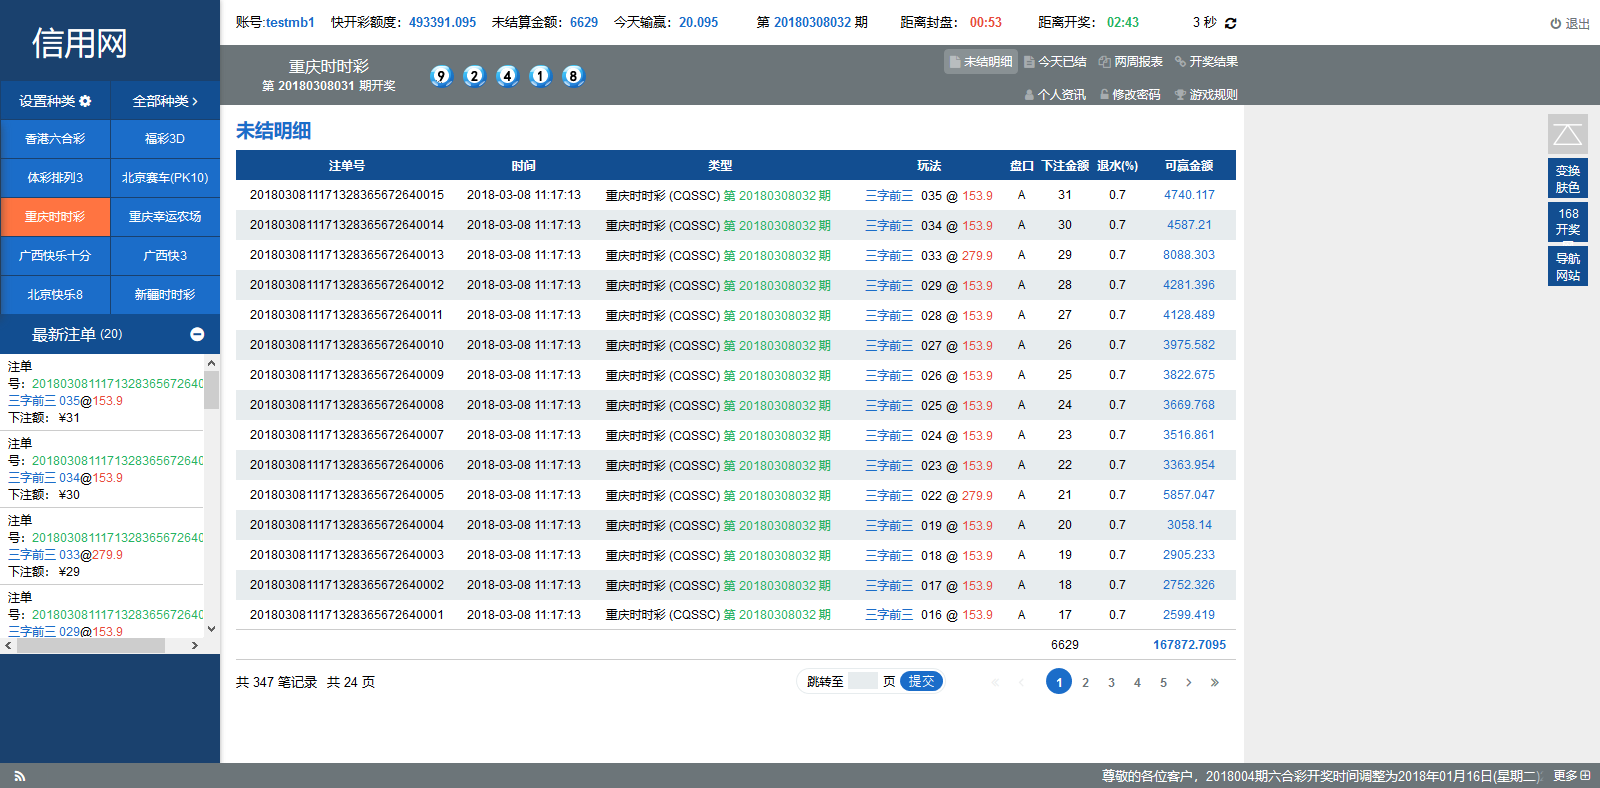 信用网
账号:testmb1 快开彩额度：493391.095 未结算金额：6629 今天输赢：20.095 第 20180308032 期 距离封盘：00:53 距离开奖：02:43 3 秒
退出
重庆时时彩
第 20180308031 期开奖
9 2 4 1 8
未结明细 今天已结 两周报表 开奖结果
个人资讯 修改密码 游戏规则
设置种类 全部种类
香港六合彩 福彩3D
体彩排列3 北京赛车(PK10)
重庆时时彩 重庆幸运农场
广西快乐十分 广西快3
北京快乐8 新疆时时彩
最新注单 (20)
注单
号：2018030811171328365672640
三字前三 035@153.9
下注额： ¥31
注单
号：2018030811171328365672640
三字前三 034@153.9
下注额： ¥30
注单
号：2018030811171328365672640
三字前三 033@279.9
下注额： ¥29
注单
号：2018030811171328365672640
三字前三 029@153.9
未结明细
注单号 时间 类型 玩法 盘口 下注金额 退水(%) 可赢金额
20180308111713283656726400​15 2018-03-08 11:17:13 重庆时时彩 (CQSSC) 第 20180308032 期 三字前三 035 @ 153.9 A 31 0.7 4740.117
2018030811171328365672640014 2018-03-08 11:17:13 重庆时时彩 (CQSSC) 第 20180308032 期 三字前三 034 @ 153.9 A 30 0.7 4587.21
2018030811171328365672640013 2018-03-08 11:17:13 重庆时时彩 (CQSSC) 第 20180308032 期 三字前三 033 @ 279.9 A 29 0.7 8088.303
2018030811171328365672640012 2018-03-08 11:17:13 重庆时时彩 (CQSSC) 第 20180308032 期 三字前三 029 @ 153.9 A 28 0.7 4281.396
2018030811171328365672640011 2018-03-08 11:17:13 重庆时时彩 (CQSSC) 第 20180308032 期 三字前三 028 @ 153.9 A 27 0.7 4128.489
2018030811171328365672640010 2018-03-08 11:17:13 重庆时时彩 (CQSSC) 第 20180308032 期 三字前三 027 @ 153.9 A 26 0.7 3975.582
2018030811171328365672640009 2018-03-08 11:17:13 重庆时时彩 (CQSSC) 第 20180308032 期 三字前三 026 @ 153.9 A 25 0.7 3822.675
2018030811171328365672640008 2018-03-08 11:17:13 重庆时时彩 (CQSSC) 第 20180308032 期 三字前三 025 @ 153.9 A 24 0.7 3669.768
2018030811171328365672640007 2018-03-08 11:17:13 重庆时时彩 (CQSSC) 第 20180308032 期 三字前三 024 @ 153.9 A 23 0.7 3516.861
2018030811171328365672640006 2018-03-08 11:17:13 重庆时时彩 (CQSSC) 第 20180308032 期 三字前三 023 @ 153.9 A 22 0.7 3363.954
2018030811171328365672640005 2018-03-08 11:17:13 重庆时时彩 (CQSSC) 第 20180308032 期 三字前三 022 @ 279.9 A 21 0.7 5857.047
2018030811171328365672640004 2018-03-08 11:17:13 重庆时时彩 (CQSSC) 第 20180308032 期 三字前三 019 @ 153.9 A 20 0.7 3058.14
2018030811171328365672640003 2018-03-08 11:17:13 重庆时时彩 (CQSSC) 第 20180308032 期 三字前三 018 @ 153.9 A 19 0.7 2905.233
2018030811171328365672640002 2018-03-08 11:17:13 重庆时时彩 (CQSSC) 第 20180308032 期 三字前三 017 @ 153.9 A 18 0.7 2752.326
2018030811171328365672640001 2018-03-08 11:17:13 重庆时时彩 (CQSSC) 第 20180308032 期 三字前三 016 @ 153.9 A 17 0.7 2599.419
6629 167872.7095
共 347 笔记录 共 24 页 跳转至 页 提交 « ‹ 1 2 3 4 5 › »
变换
肤色
168
开奖
导航
网站
尊敬的各位客户，2018004期六合彩开奖时间调整为2018年01月16日(星期二) 更多